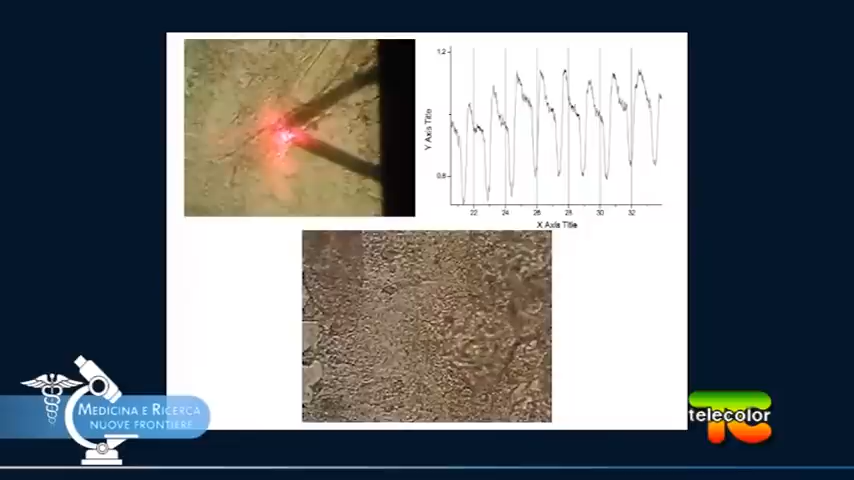 1,2
0,8
Y Axis Title
22 24 26 28 30 32
X Axis Title
MEDICINA E RICERCA
NUOVE FRONTIERE
telecolor
TC